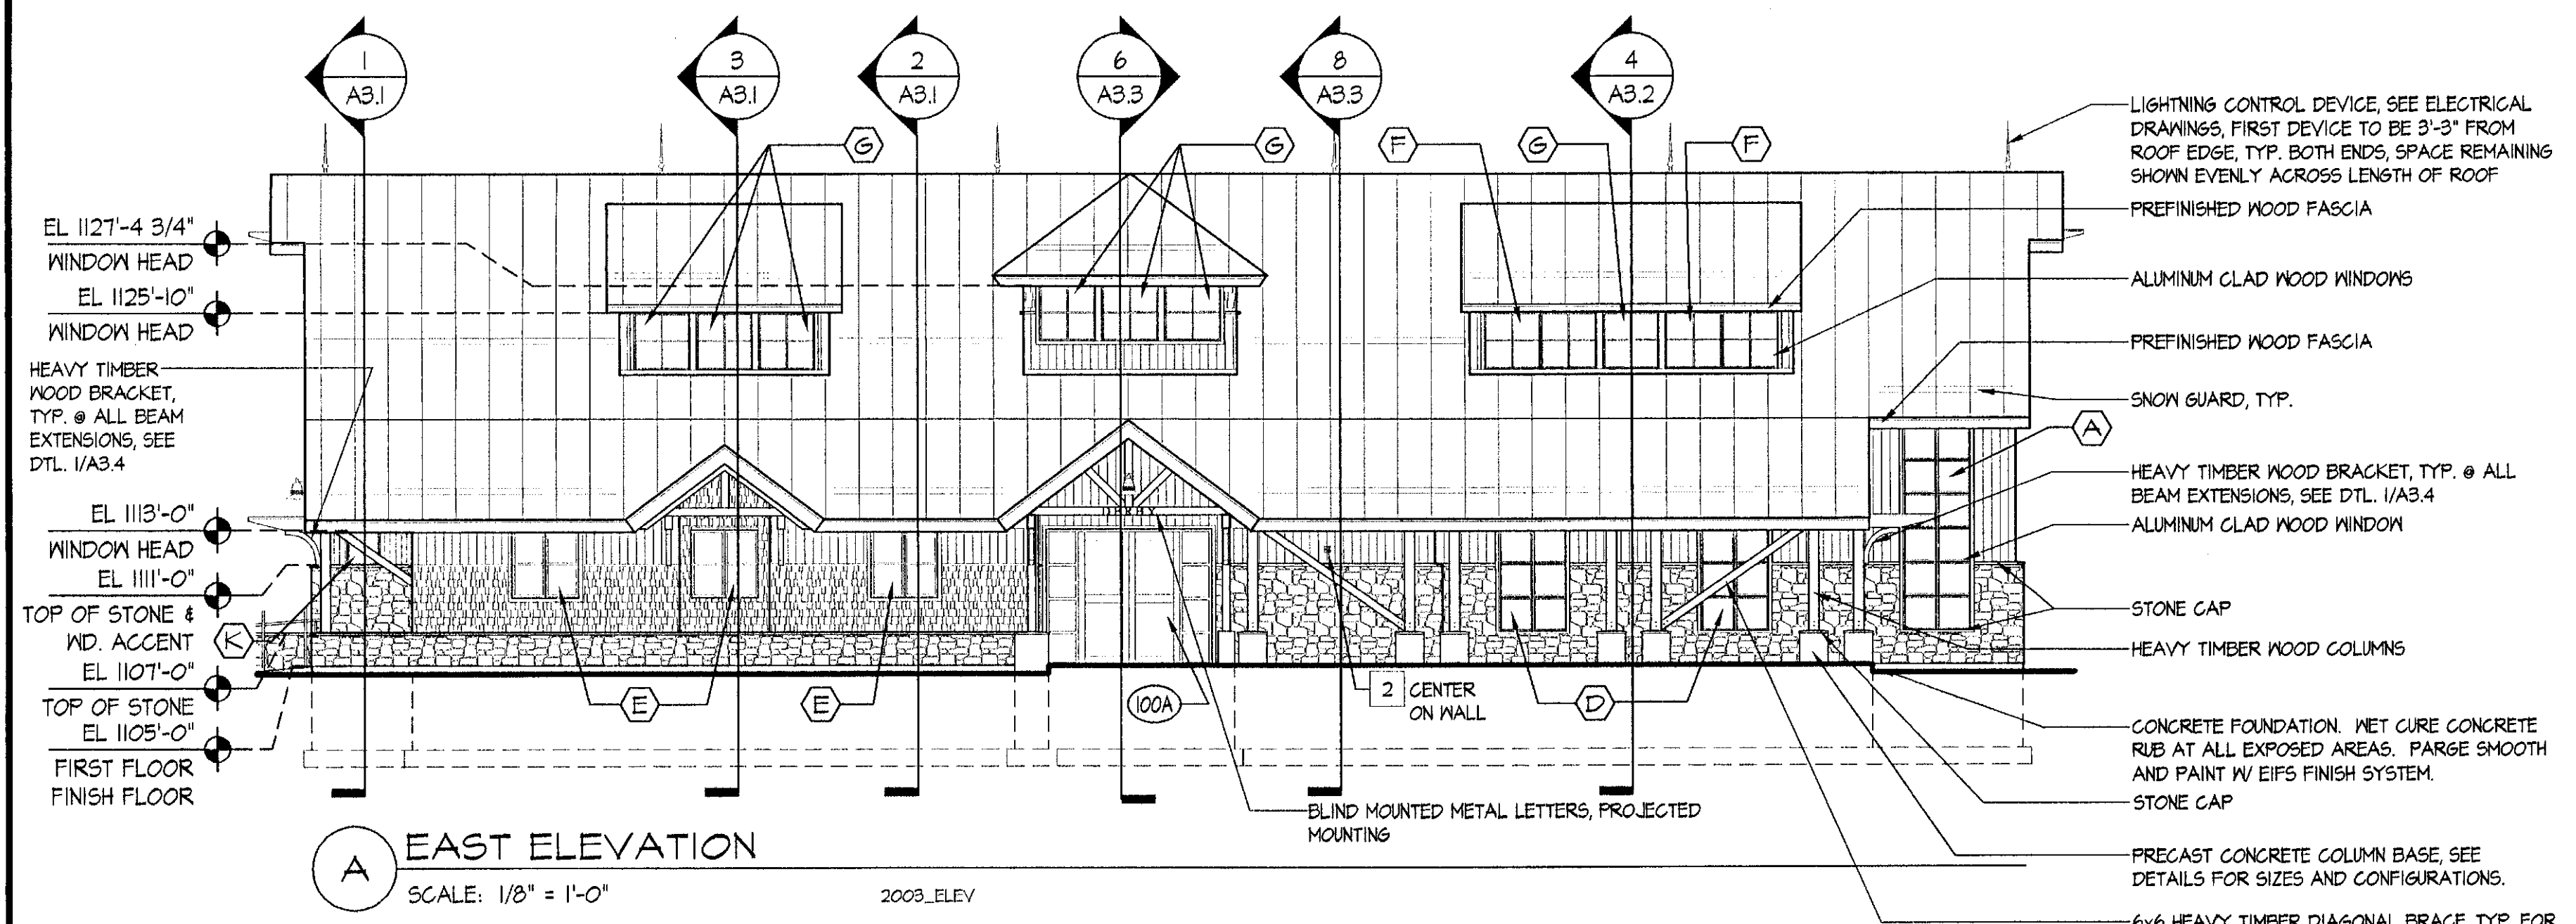 1
A3.1
3
A3.1
2
A3.1
6
A3.3
8
A3.3
4
A3.2
G
G
F
G
F
LIGHTNING CONTROL DEVICE, SEE ELECTRICAL
DRAWINGS, FIRST DEVICE TO BE 3'-3" FROM
ROOF EDGE, TYP. BOTH ENDS, SPACE REMAINING
SHOWN EVENLY ACROSS LENGTH OF ROOF
PREFINISHED WOOD FASCIA
ALUMINUM CLAD WOOD WINDOWS
PREFINISHED WOOD FASCIA
SNOW GUARD, TYP.
A
HEAVY TIMBER WOOD BRACKET, TYP. @ ALL
BEAM EXTENSIONS, SEE DTL. 1/A3.4
ALUMINUM CLAD WOOD WINDOW
STONE CAP
HEAVY TIMBER WOOD COLUMNS
CONCRETE FOUNDATION. WET CURE CONCRETE
RUB AT ALL EXPOSED AREAS. PARGE SMOOTH
AND PAINT W/ EIFS FINISH SYSTEM.
STONE CAP
PRECAST CONCRETE COLUMN BASE, SEE
DETAILS FOR SIZES AND CONFIGURATIONS.
6x6 HEAVY TIMBER DIAGONAL BRACE, TYP. FOR
EL 1127'-4 3/4"
WINDOW HEAD
EL 1125'-10"
WINDOW HEAD
HEAVY TIMBER
WOOD BRACKET,
TYP. @ ALL BEAM
EXTENSIONS, SEE
DTL. 1/A3.4
EL 1113'-0"
WINDOW HEAD
EL 1111'-0"
TOP OF STONE &
WD. ACCENT
K
EL 1107'-0"
TOP OF STONE
EL 1105'-0"
FIRST FLOOR
FINISH FLOOR
DERBY
E
E
100A
2
CENTER
ON WALL
D
BLIND MOUNTED METAL LETTERS, PROJECTED
MOUNTING
A
EAST ELEVATION
SCALE: 1/8" = 1'-0"
2003_ELEV